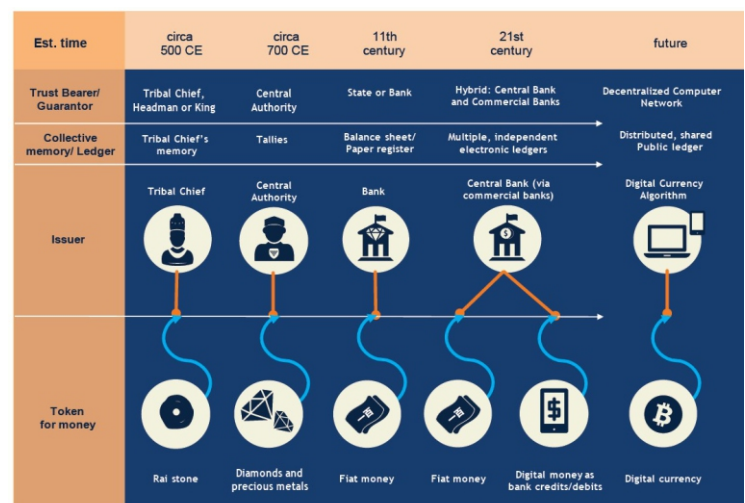 Est. time
circa
500 CE
circa
700 CE
11th
century
21st
century
future
Trust Bearer/
Guarantor
Tribal Chief,
Headman or King
Central
Authority
State or Bank
Hybrid: Central Bank
and Commercial Banks
Decentralized Computer
Network
Collective
memory/ Ledger
Tribal Chief's
memory
Tallies
Balance sheet/
Paper register
Multiple, independent
electronic ledgers
Distributed, shared
Public ledger
Issuer
Tribal Chief
Central
Authority
Bank
Central Bank (via
commercial banks)
Digital Currency
Algorithm
$
Token
for money
$
B
Rai stone
Diamonds and
precious metals
Fiat money
Fiat money
Digital money as
bank credits/debits
Digital currency